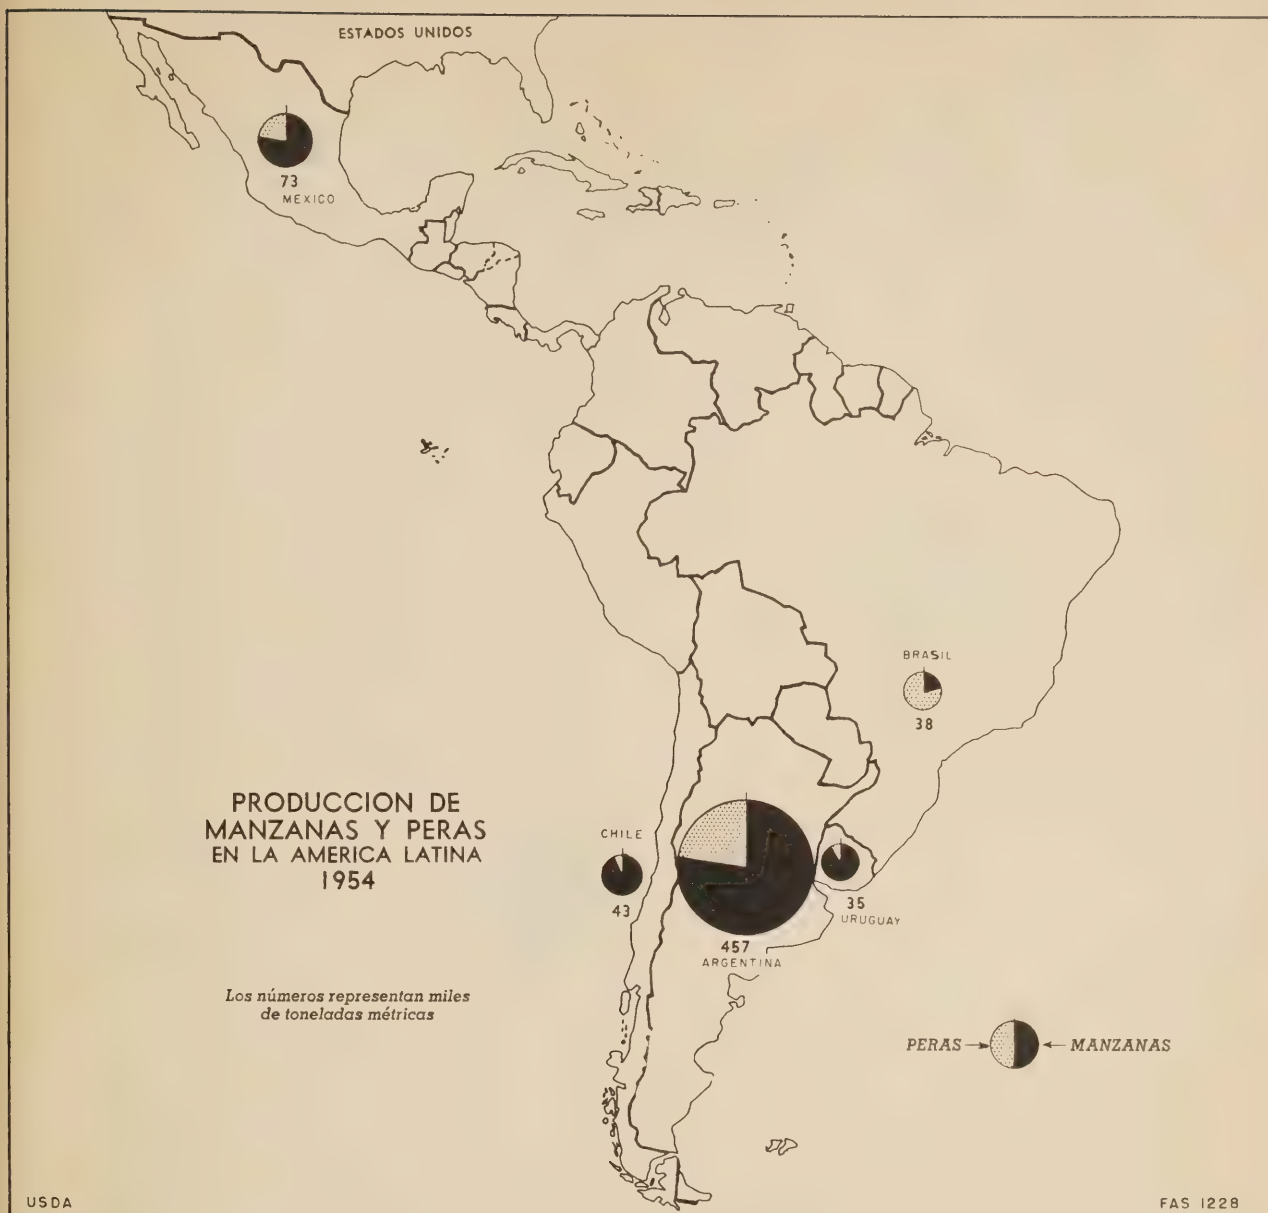 ESTADOS UNIDOS
73
MEXICO
BRASIL
38
PRODUCCION DE
MANZANAS Y PERAS
EN LA AMERICA LATINA
1954
CHILE
43
457
ARGENTINA
35
URUGUAY
Los números representan miles
de toneladas métricas
PERAS
MANZANAS
USDA
FAS 1228